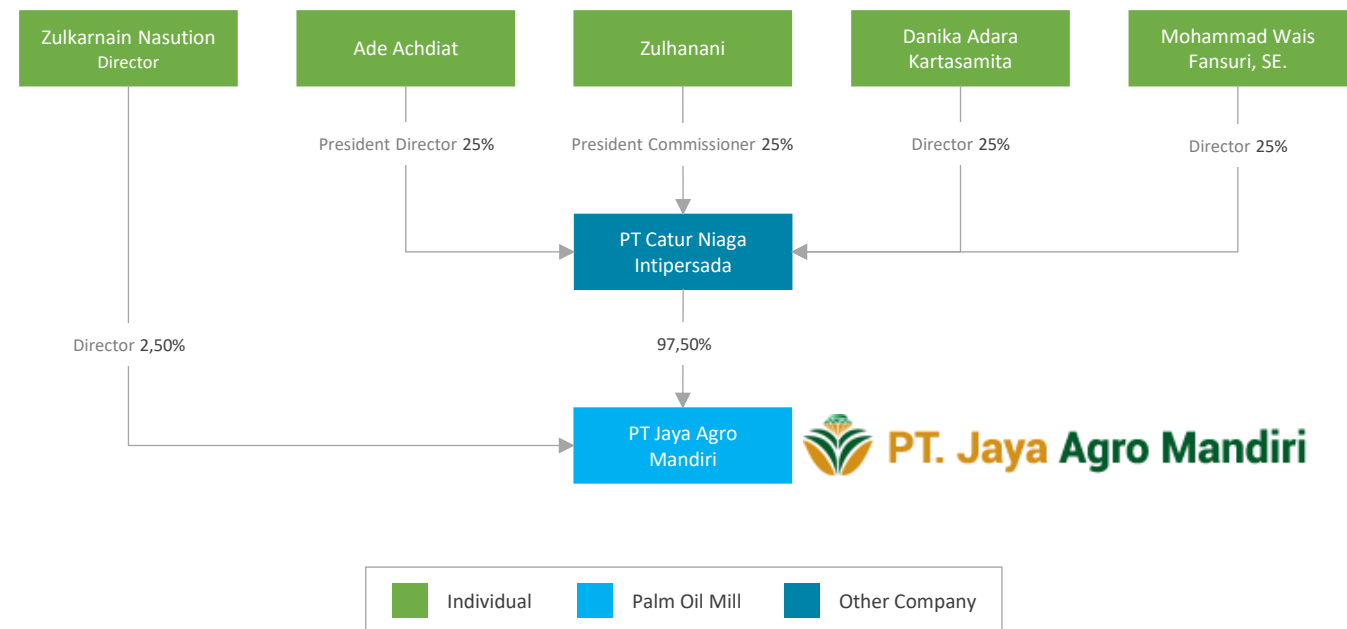 Zulkarnain Nasution
Director
Ade Achdiat
Zulhanani
Danika Adara
Kartasamita
Mohammad Wais
Fansuri, SE.
President Director 25%
President Commissioner 25%
Director 25%
Director 25%
PT Catur Niaga
Intipersada
Director 2,50%
97,50%
PT Jaya Agro
Mandiri
PT. Jaya Agro Mandiri
Individual
Palm Oil Mill
Other Company